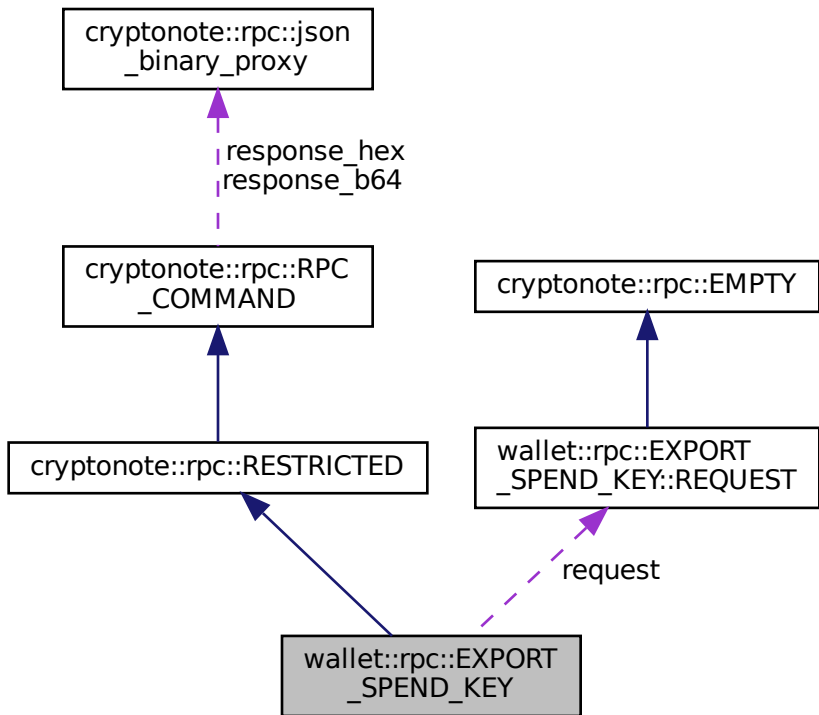 cryptonote::rpc::json
_binary_proxy
response_hex
response_b64
cryptonote::rpc::RPC
_COMMAND
cryptonote::rpc::EMPTY
cryptonote::rpc::RESTRICTED
wallet::rpc::EXPORT
_SPEND_KEY::REQUEST
request
wallet::rpc::EXPORT
_SPEND_KEY